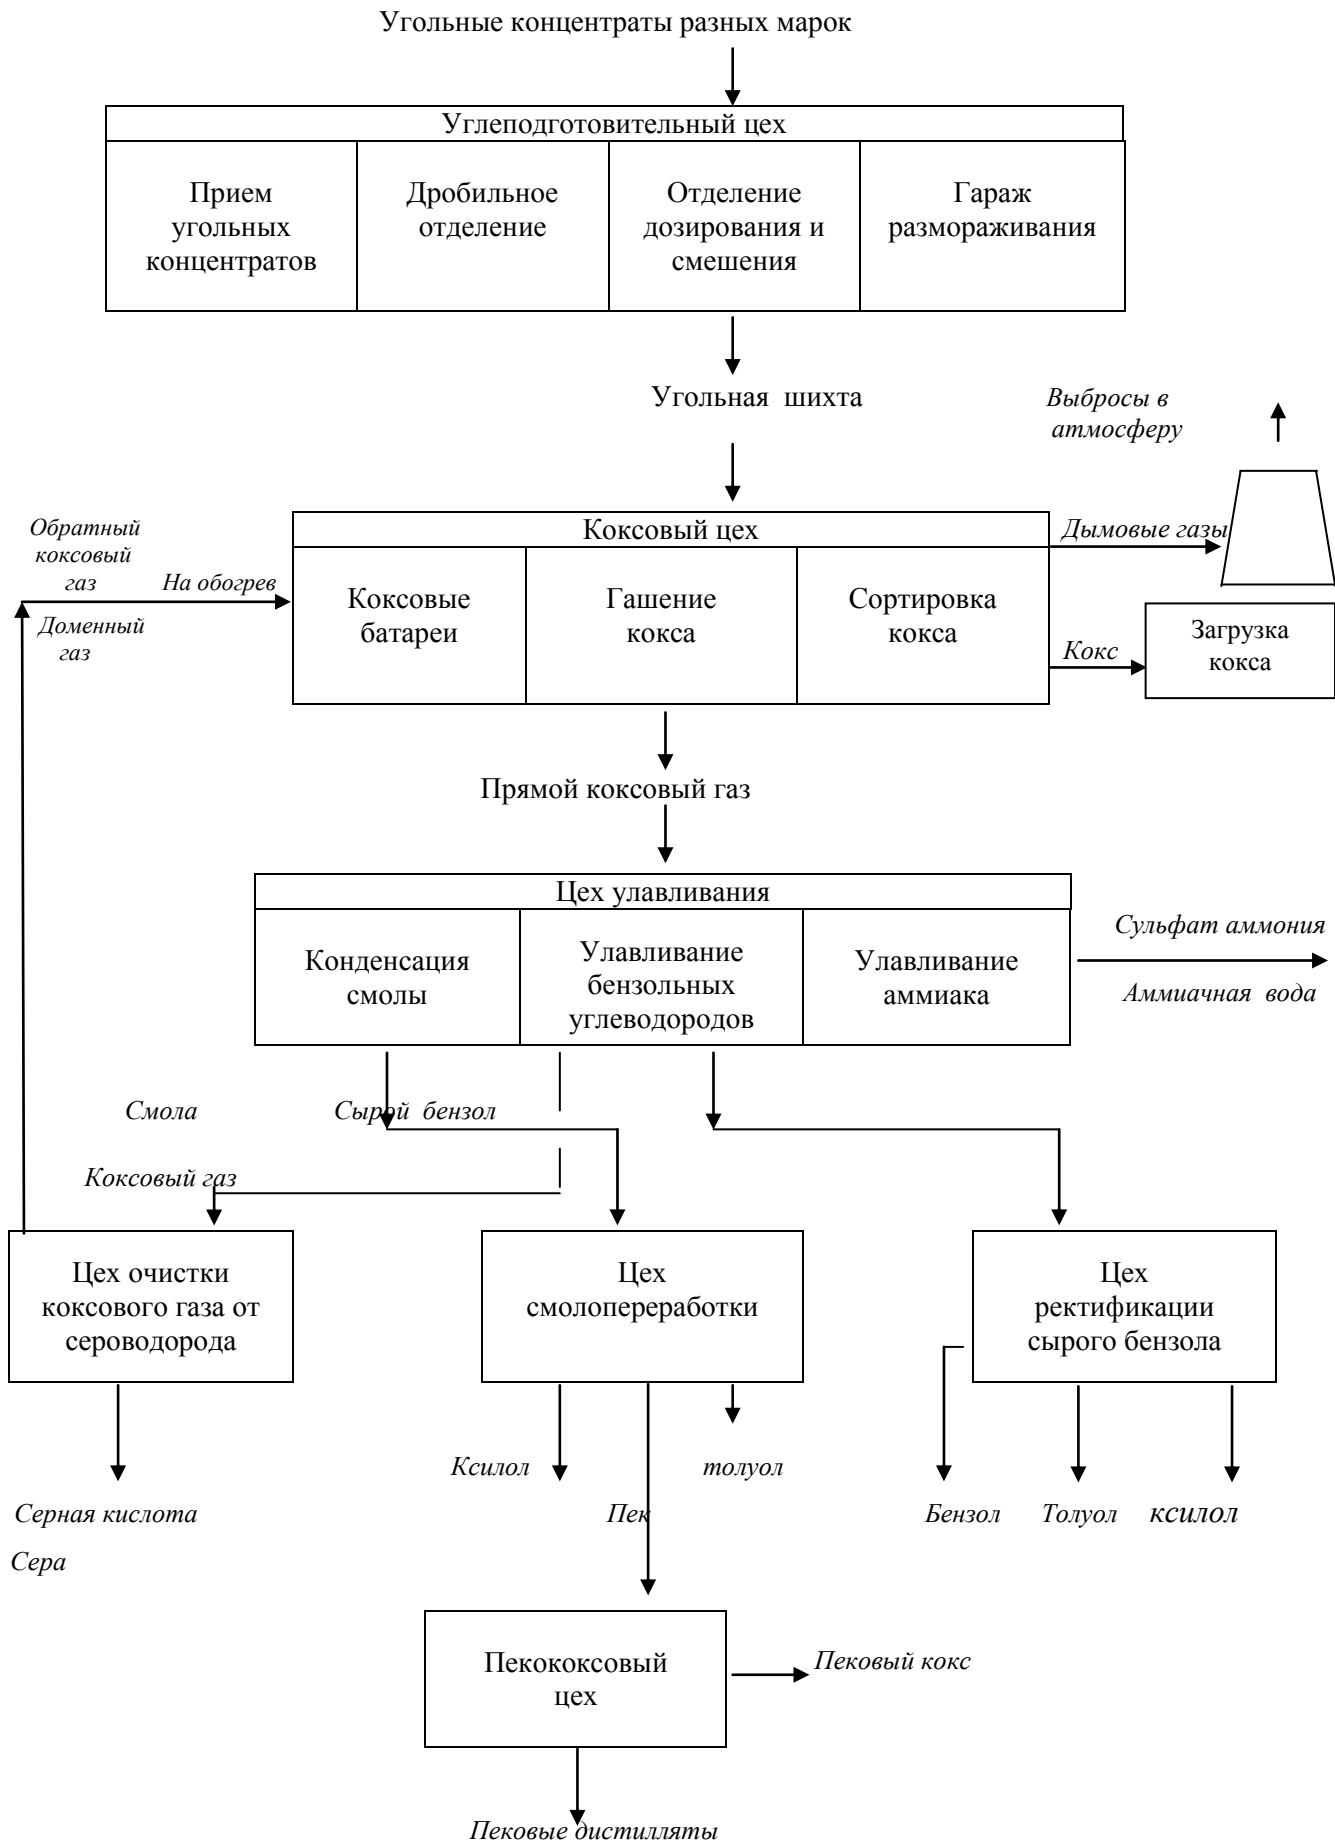 Угольные концентраты разных марок
Углеподготовительный цех
Прием
угольных
концентратов
Дробильное
отделение
Отделение
дозирования и
смешения
Гараж
размораживания
Угольная шихта
Выбросы в
атмосферу
Обратный
коксовый
газ
На обогрев
Доменный
газ
Коксовый цех
Коксовые
батареи
Гашение
кокса
Сортировка
кокса
Дымовые газы
Кокс
Загрузка
кокса
Прямой коксовый газ
Цех улавливания
Конденсация
смолы
Улавливание
бензольных
углеводородов
Улавливание
аммиака
Сульфат аммония
Аммиачная вода
Смола
Сырой бензол
Коксовый газ
Цех очистки
коксового газа от
сероводорода
Цех
смолопереработки
Цех
ректификации
сырого бензола
Ксилол
толуол
Пек
Серная кислота
Сера
Бензол
Толуол
ксилол
Пекококсовый
цех
Пековый кокс
Пековые дистилляты